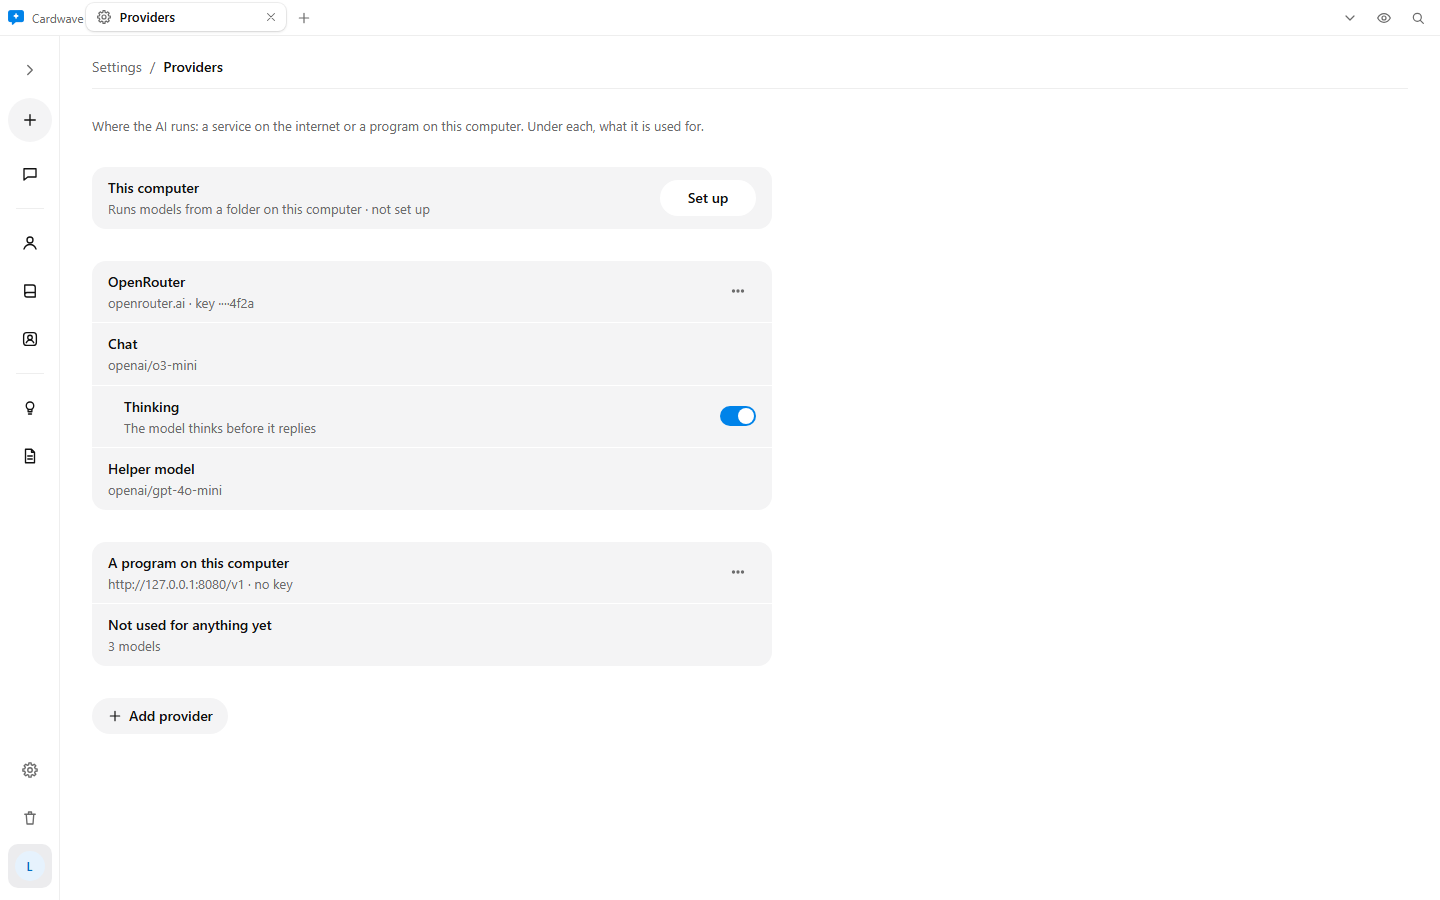 Cardwave
Providers
Settings / Providers
Where the AI runs: a service on the internet or a program on this computer. Under each, what it is used for.
This computer
Runs models from a folder on this computer · not set up
Set up
OpenRouter
openrouter.ai · key ····4f2a
Chat
openai/o3-mini
Thinking
The model thinks before it replies
Helper model
openai/gpt-4o-mini
A program on this computer
http://127.0.0.1:8080/v1 · no key
Not used for anything yet
3 models
Add provider
L